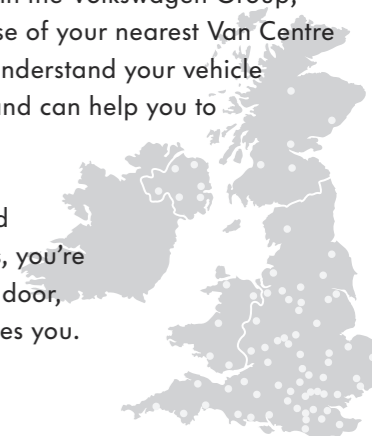 in the Volkswagen Group,
se of your nearest Van Centre
nderstand your vehicle
nd can help you to
d
s, you're
door,
es you.